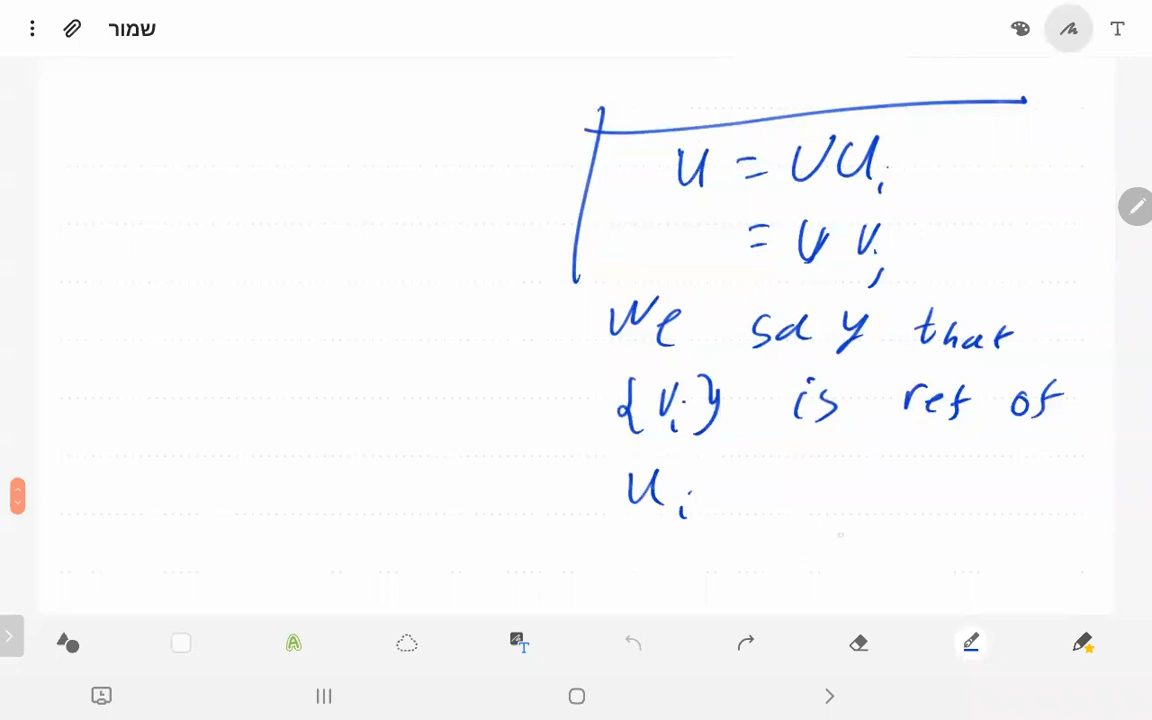 שמור
T
U = ∪U_i
= ∪ V_i
We say that
{V_i} is ref of
U_i